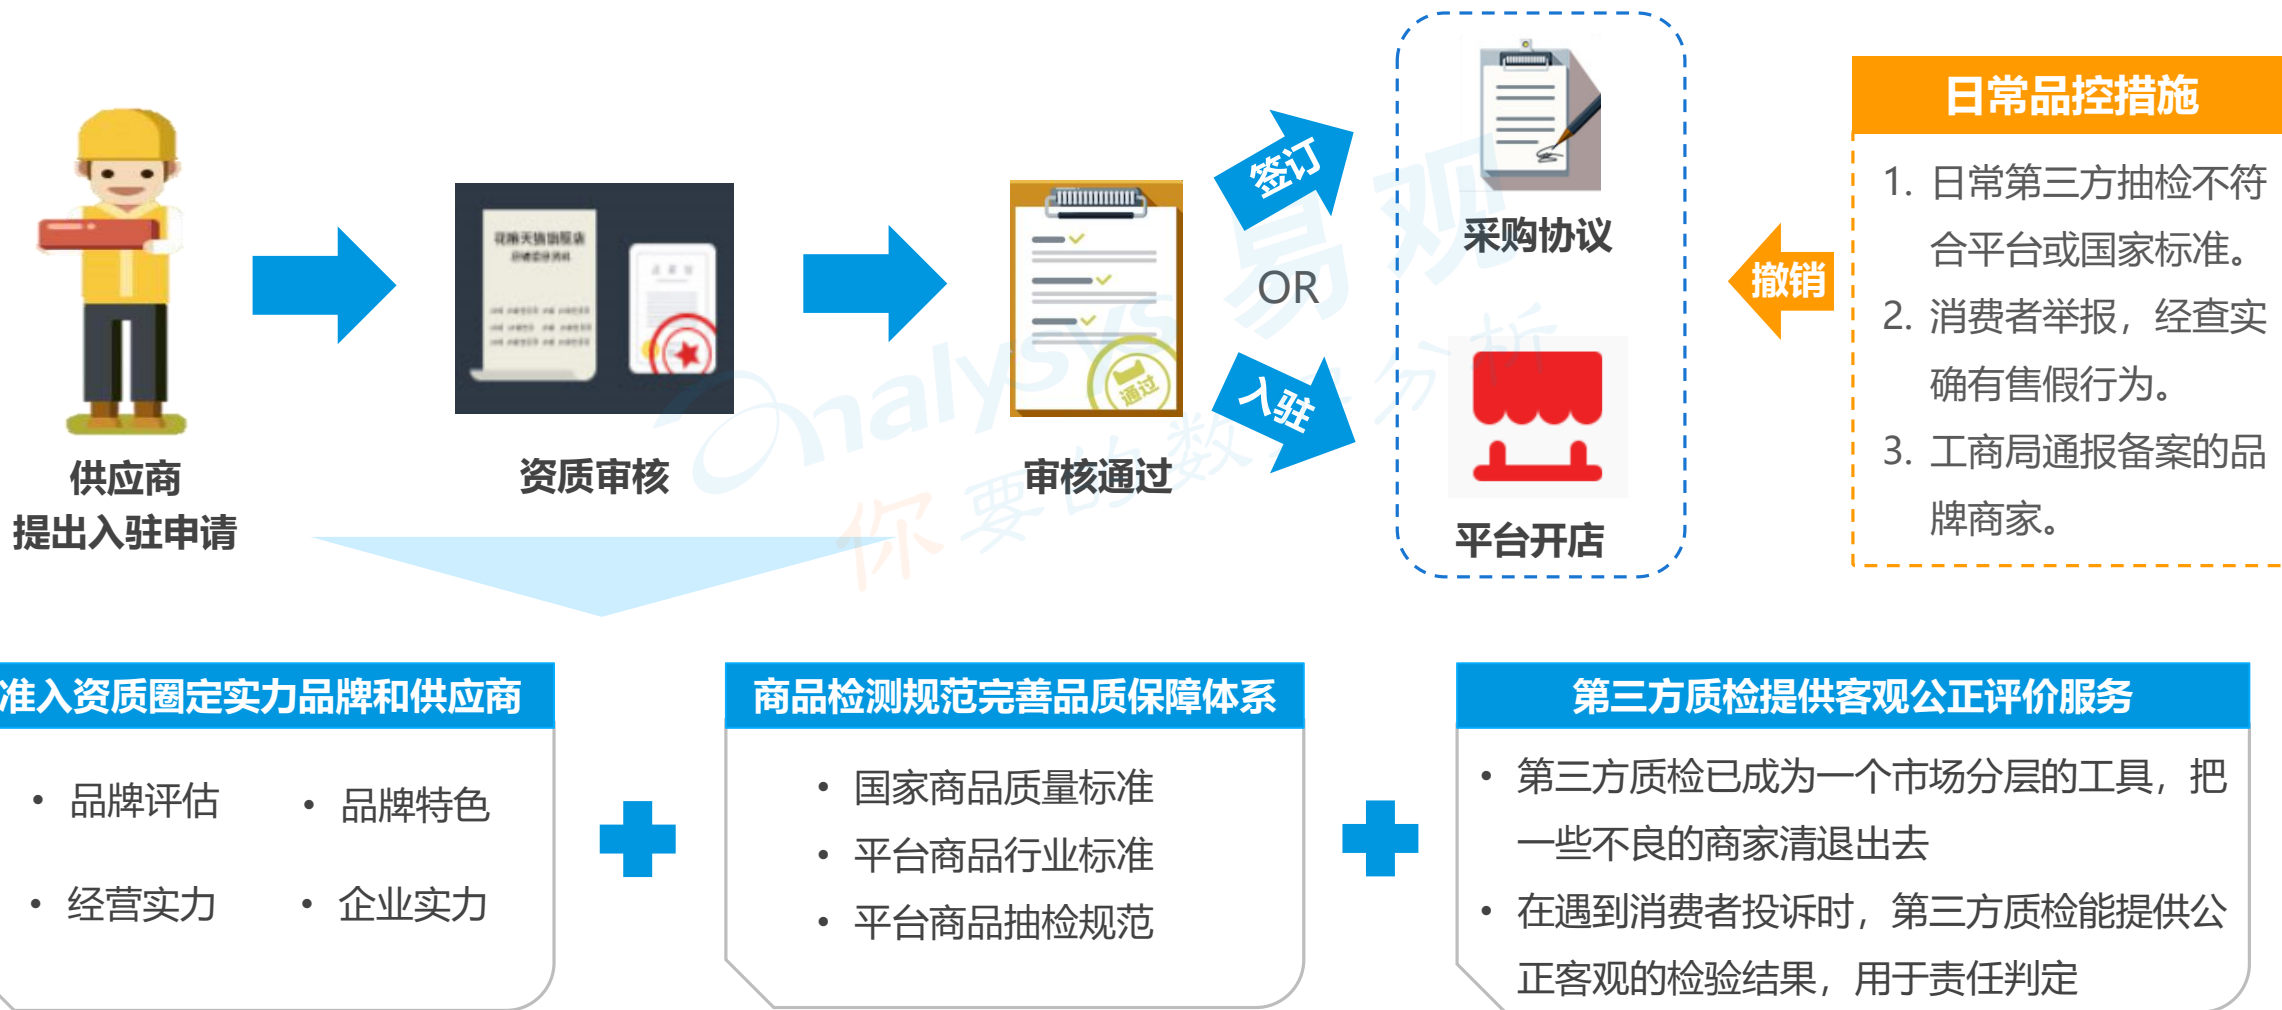 供应商
提出入驻申请
资质审核
通过
审核通过
签订
OR
入驻
采购协议
平台开店
撤销
日常品控措施
1. 日常第三方抽检不符
合平台或国家标准。
2. 消费者举报，经查实
确有售假行为。
3. 工商局通报备案的品
牌商家。
analysys 易观
你要的数据分析
准入资质圈定实力品牌和供应商
• 品牌评估
• 品牌特色
• 经营实力
• 企业实力
商品检测规范完善品质保障体系
• 国家商品质量标准
• 平台商品行业标准
• 平台商品抽检规范
第三方质检提供客观公正评价服务
• 第三方质检已成为一个市场分层的工具，把
一些不良的商家清退出去
• 在遇到消费者投诉时，第三方质检能提供公
正客观的检验结果，用于责任判定